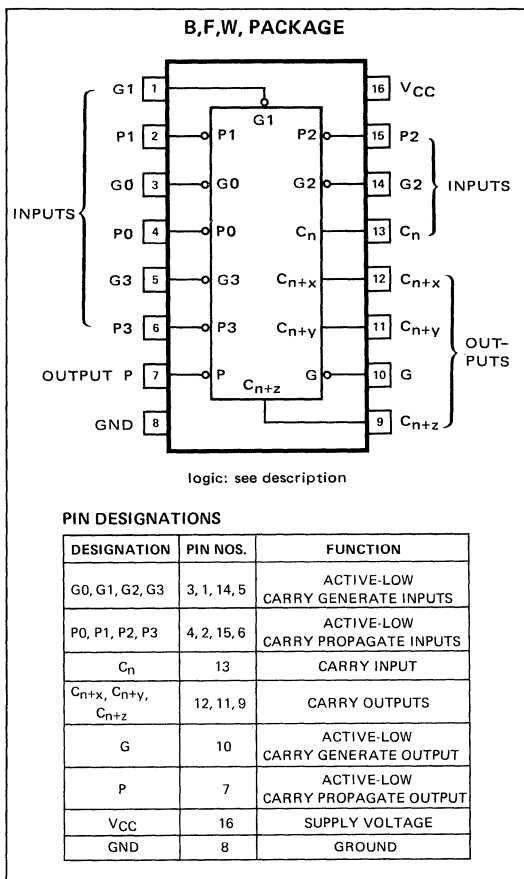 B,F,W, PACKAGE
G1 1
16 VCC
G1
P1 2 P1
P2 15 P2
G0 3 G0
G2 14 G2
INPUTS
INPUTS
P0 4 P0
Cn 13 Cn
G3 5 G3
Cn+x 12 Cn+x
P3 6 P3
Cn+y 11 Cn+y
OUT-
PUTS
OUTPUT P 7 P
G 10 G
Cn+z
GND 8
9 Cn+z
logic: see description
PIN DESIGNATIONS
DESIGNATION PIN NOS. FUNCTION
G0, G1, G2, G3 3, 1, 14, 5 ACTIVE-LOW
CARRY GENERATE INPUTS
P0, P1, P2, P3 4, 2, 15, 6 ACTIVE-LOW
CARRY PROPAGATE INPUTS
Cn 13 CARRY INPUT
Cn+x, Cn+y,
Cn+z 12, 11, 9 CARRY OUTPUTS
G 10 ACTIVE-LOW
CARRY GENERATE OUTPUT
P 7 ACTIVE-LOW
CARRY PROPAGATE OUTPUT
VCC 16 SUPPLY VOLTAGE
GND 8 GROUND